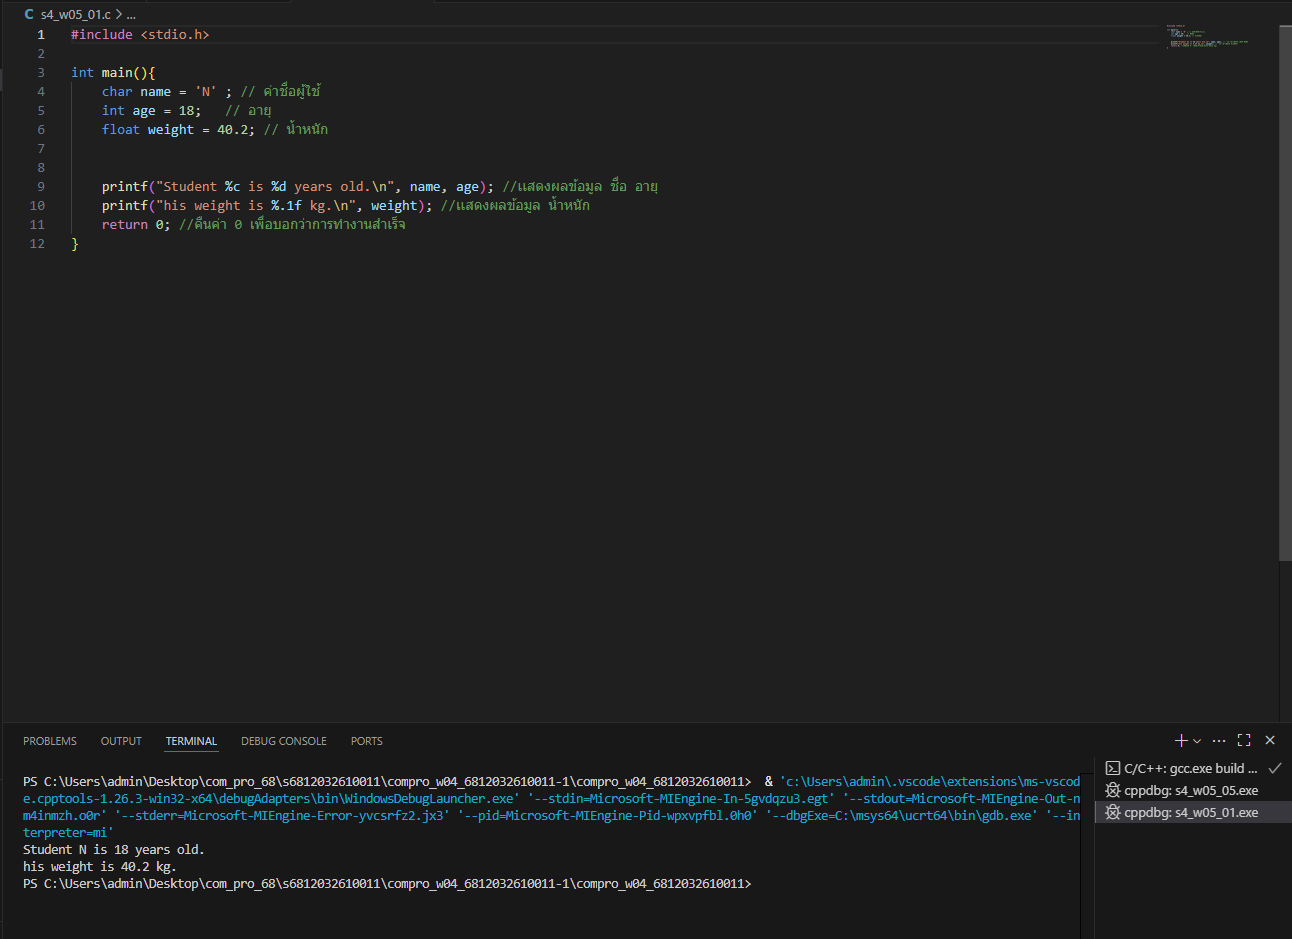 C s4_w05_01.c > ...
1 #include <stdio.h>
2
3 int main(){
4 char name = 'N' ; // ค่าชื่อผู้ใช้
5 int age = 18; // อายุ
6 float weight = 40.2; // น้ำหนัก
7
8
9 printf("Student %c is %d years old.\n", name, age); //แสดงผลข้อมูล ชื่อ อายุ
10 printf("his weight is %.1f kg.\n", weight); //แสดงผลข้อมูล น้ำหนัก
11 return 0; //คืนค่า 0 เพื่อบอกว่าการทำงานสำเร็จ
12 }
PROBLEMS OUTPUT TERMINAL DEBUG CONSOLE PORTS
PS C:\Users\admin\Desktop\com_pro_68\s6812032610011\compro_w04_6812032610011-1\compro_w04_6812032610011> & 'c:\Users\admin\.vscode\extensions\ms-vscod
e.cpptools-1.26.3-win32-x64\debugAdapters\bin\WindowsDebugLauncher.exe' '--stdin=Microsoft-MIEngine-In-5gvdqzu3.egt' '--stdout=Microsoft-MIEngine-Out-n
m4inmzh.o0r' '--stderr=Microsoft-MIEngine-Error-yvcsrfz2.jx3' '--pid=Microsoft-MIEngine-Pid-wpxvpfbl.0h0' '--dbgExe=C:\msys64\ucrt64\bin\gdb.exe' '--in
terpreter=mi'
Student N is 18 years old.
his weight is 40.2 kg.
PS C:\Users\admin\Desktop\com_pro_68\s6812032610011\compro_w04_6812032610011-1\compro_w04_6812032610011>
C/C++: gcc.exe build ...
cppdbg: s4_w05_05.exe
cppdbg: s4_w05_01.exe